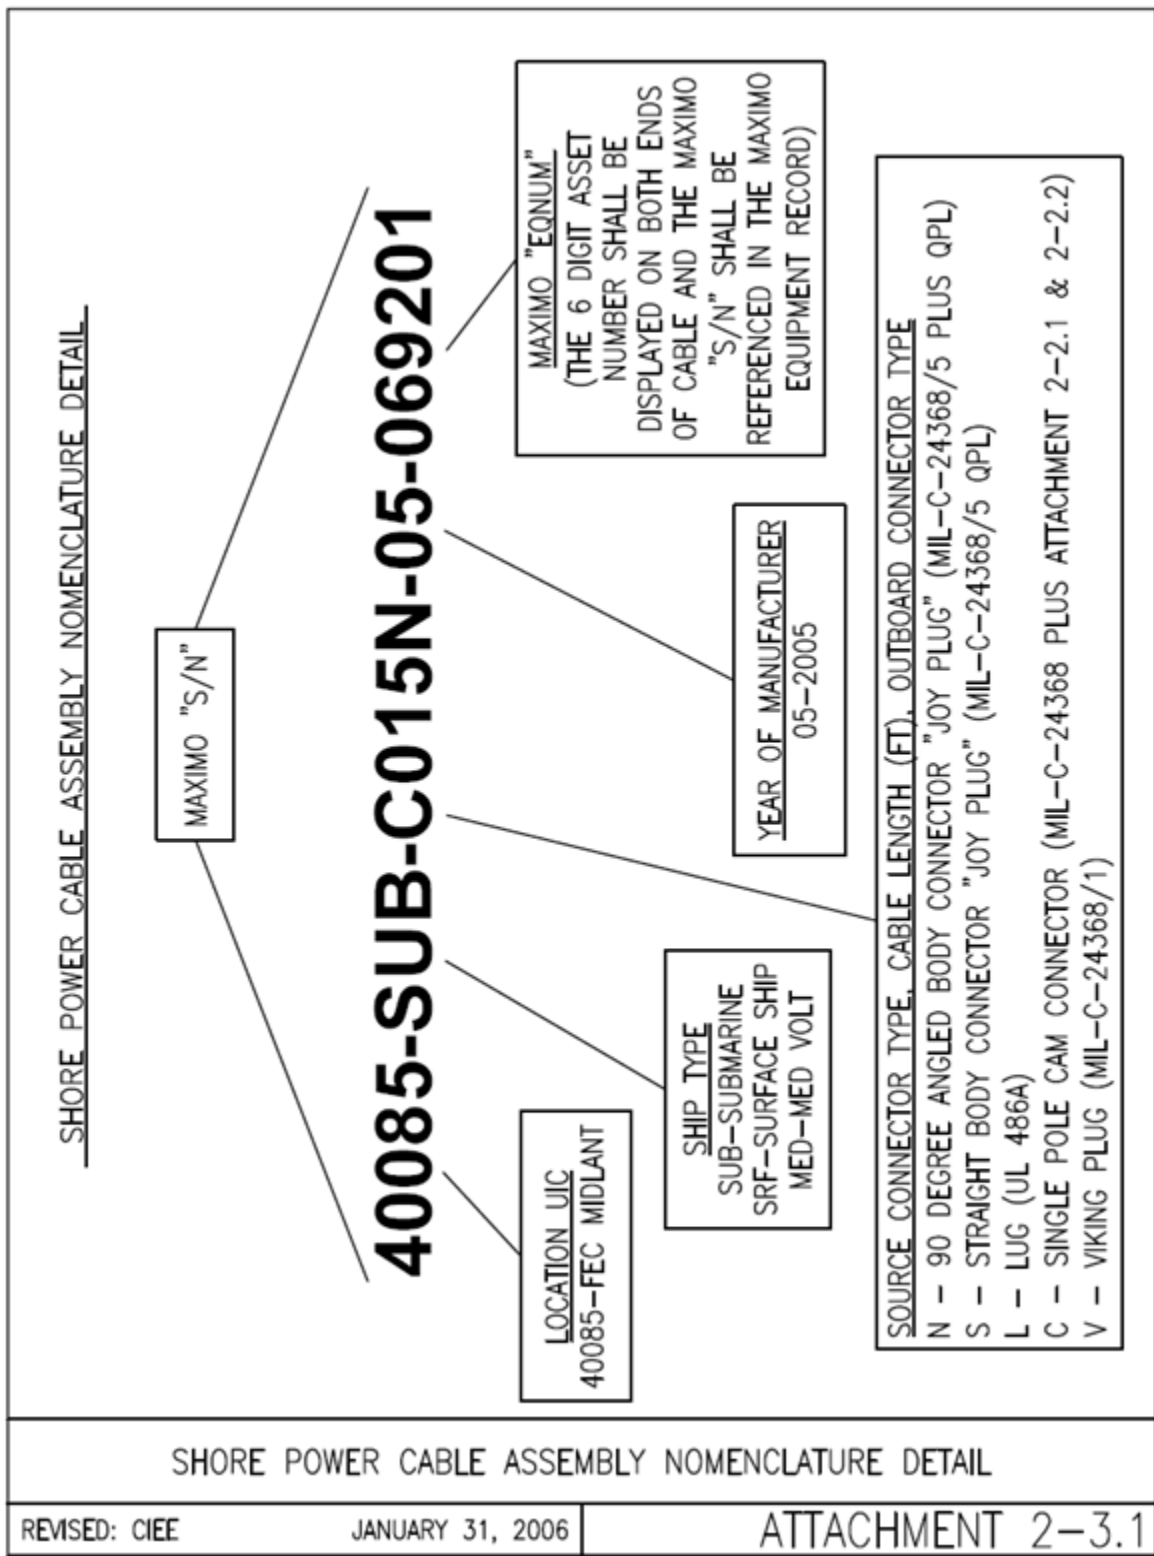 SHORE POWER CABLE ASSEMBLY NOMENCLATURE DETAIL
MAXIMO "S/N"
40085-SUB-C015N-05-069201
LOCATION UIC
40085-FEC MIDLANT
SHIP TYPE
SUB-SUBMARINE
SRF-SURFACE SHIP
MED-MED VOLT
YEAR OF MANUFACTURER
05-2005
MAXIMO "EQNUM"
(THE 6 DIGIT ASSET
NUMBER SHALL BE
DISPLAYED ON BOTH ENDS
OF CABLE AND THE MAXIMO
"S/N" SHALL BE
REFERENCED IN THE MAXIMO
EQUIPMENT RECORD)
SOURCE CONNECTOR TYPE, CABLE LENGTH (FT), OUTBOARD CONNECTOR TYPE
N - 90 DEGREE ANGLED BODY CONNECTOR "JOY PLUG" (MIL-C-24368/5 PLUS QPL)
S - STRAIGHT BODY CONNECTOR "JOY PLUG" (MIL-C-24368/5 QPL)
L - LUG (UL 486A)
C - SINGLE POLE CAM CONNECTOR (MIL-C-24368 PLUS ATTACHMENT 2-2.1 & 2-2.2)
V - VIKING PLUG (MIL-C-24368/1)
SHORE POWER CABLE ASSEMBLY NOMENCLATURE DETAIL
REVISED: CIEE JANUARY 31, 2006
ATTACHMENT 2-3.1